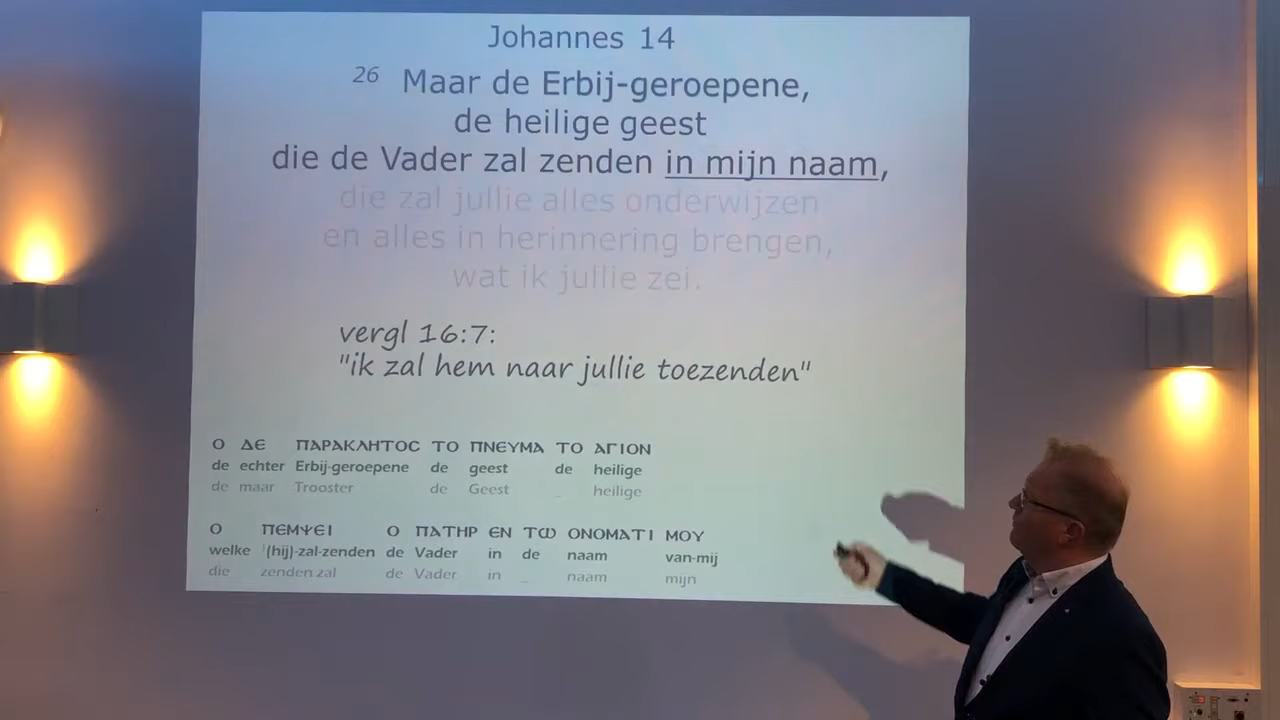 Johannes 14
26 Maar de Erbij-geroepene,
de heilige geest
die de Vader zal zenden in mijn naam,
die zal jullie alles onderwijzen
en alles in herinnering brengen,
wat ik jullie zei.
vergl 16:7:
"ik zal hem naar jullie toezenden"
Ο ΔΕ ΠΑΡΑΚΛΗΤΟϹ ΤΟ ΠΝΕΥΜΑ ΤΟ ΑΓΙΟΝ
de echter Erbij-geroepene de geest de heilige
de maar Trooster de Geest _ heilige
Ο ΠΕΜΨΕΙ Ο ΠΑΤΗΡ ΕΝ ΤΩ ΟΝΟΜΑΤΙ ΜΟΥ
welke '(hij)-zal-zenden de Vader in de naam van-mij
die zenden zal de Vader in _ naam mijn